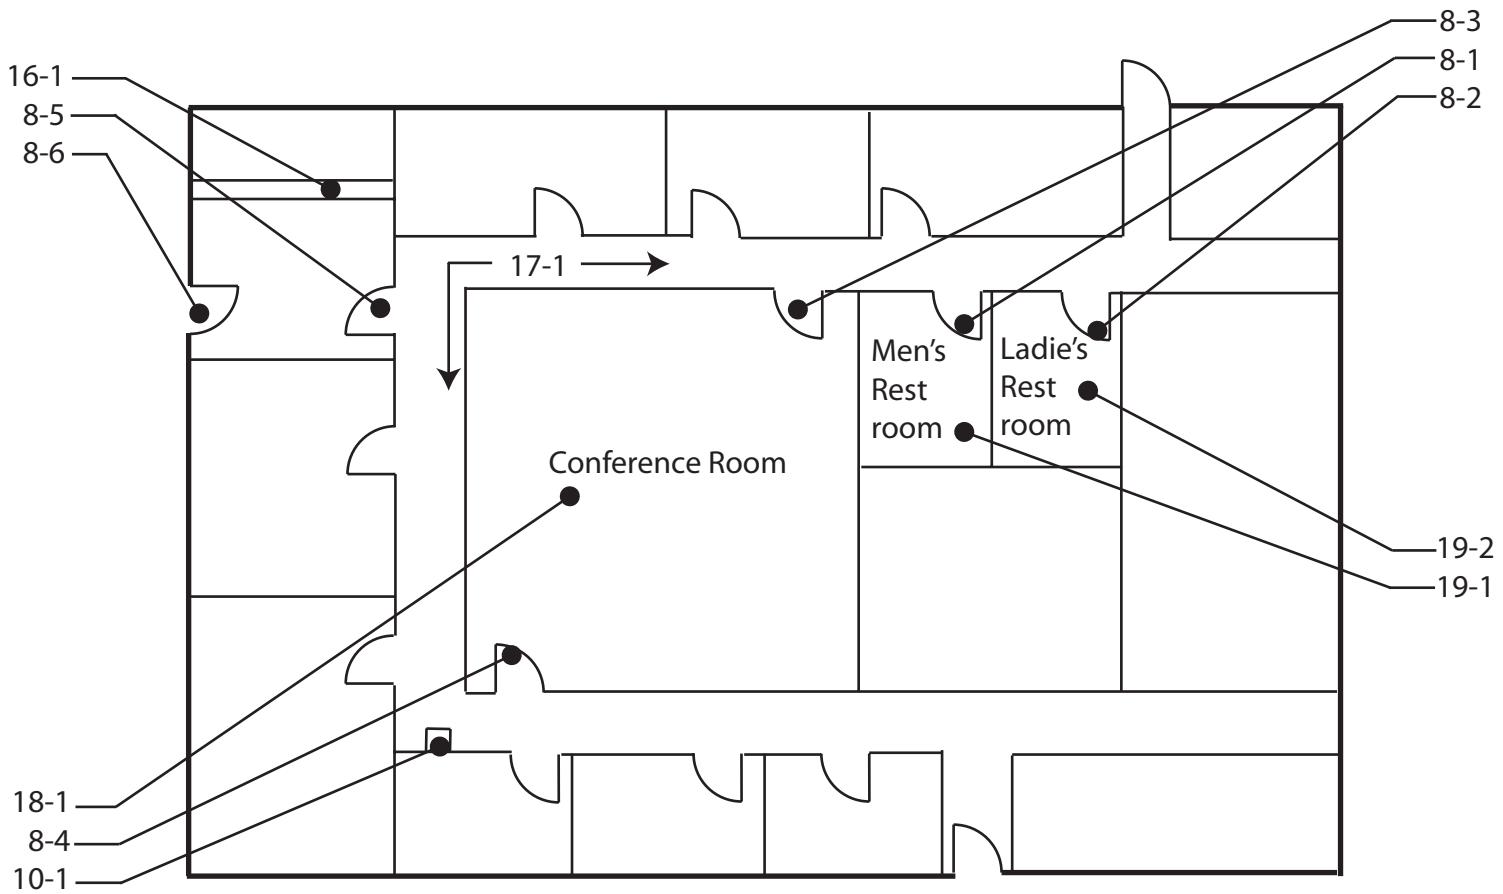 8-3
16-1
8-1
8-5
8-2
8-6
17-1
Men's
Rest
room
Ladie's
Rest
room
Conference Room
19-2
19-1
18-1
8-4
10-1